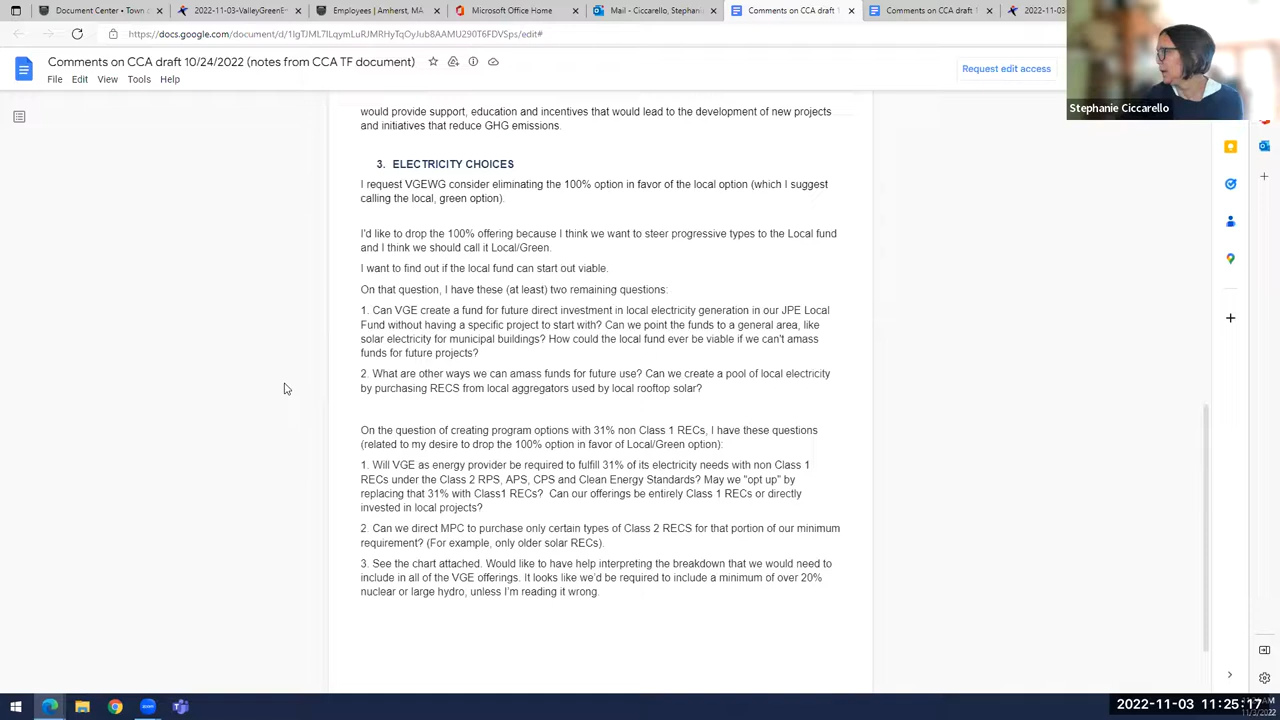 Document Center • Town
2022-11-03-ValleyGreenE
Employees | Amherst, MA
Microsoft Office Home
Mail - Ciccarello, Stephani
Comments on CCA draft 1
Comments on CCA draft 1
2022-11-03
https://docs.google.com/document/d/1IgTJML7ILqymLuRJMRHyTqOyJub8AAMU290T6FDVSps/edit#
Comments on CCA draft 10/24/2022 (notes from CCA TF document)
File Edit View Tools Help
Request edit access
Stephanie Ciccarello
would provide support, education and incentives that would lead to the development of new projects
and initiatives that reduce GHG emissions.
3. ELECTRICITY CHOICES
I request VGEWG consider eliminating the 100% option in favor of the local option (which I suggest
calling the local, green option).
I'd like to drop the 100% offering because I think we want to steer progressive types to the Local fund
and I think we should call it Local/Green.
I want to find out if the local fund can start out viable.
On that question, I have these (at least) two remaining questions:
1. Can VGE create a fund for future direct investment in local electricity generation in our JPE Local
Fund without having a specific project to start with? Can we point the funds to a general area, like
solar electricity for municipal buildings? How could the local fund ever be viable if we can't amass
funds for future projects?
2. What are other ways we can amass funds for future use? Can we create a pool of local electricity
by purchasing RECS from local aggregators used by local rooftop solar?
On the question of creating program options with 31% non Class 1 RECs, I have these questions
(related to my desire to drop the 100% option in favor of Local/Green option):
1. Will VGE as energy provider be required to fulfill 31% of its electricity needs with non Class 1
RECs under the Class 2 RPS, APS, CPS and Clean Energy Standards? May we "opt up" by
replacing that 31% with Class1 RECs? Can our offerings be entirely Class 1 RECs or directly
invested in local projects?
2. Can we direct MPC to purchase only certain types of Class 2 RECS for that portion of our minimum
requirement? (For example, only older solar RECs).
3. See the chart attached. Would like to have help interpreting the breakdown that we would need to
include in all of the VGE offerings. It looks like we'd be required to include a minimum of over 20%
nuclear or large hydro, unless I'm reading it wrong.
2022-11-03 11:25:17